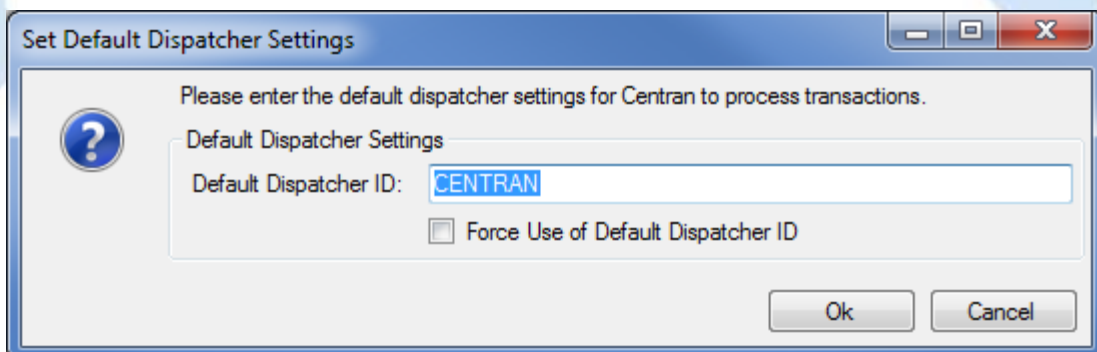 Set Default Dispatcher Settings
Please enter the default dispatcher settings for Centran to process transactions.
Default Dispatcher Settings
Default Dispatcher ID: CENTRAN
Force Use of Default Dispatcher ID
Ok Cancel